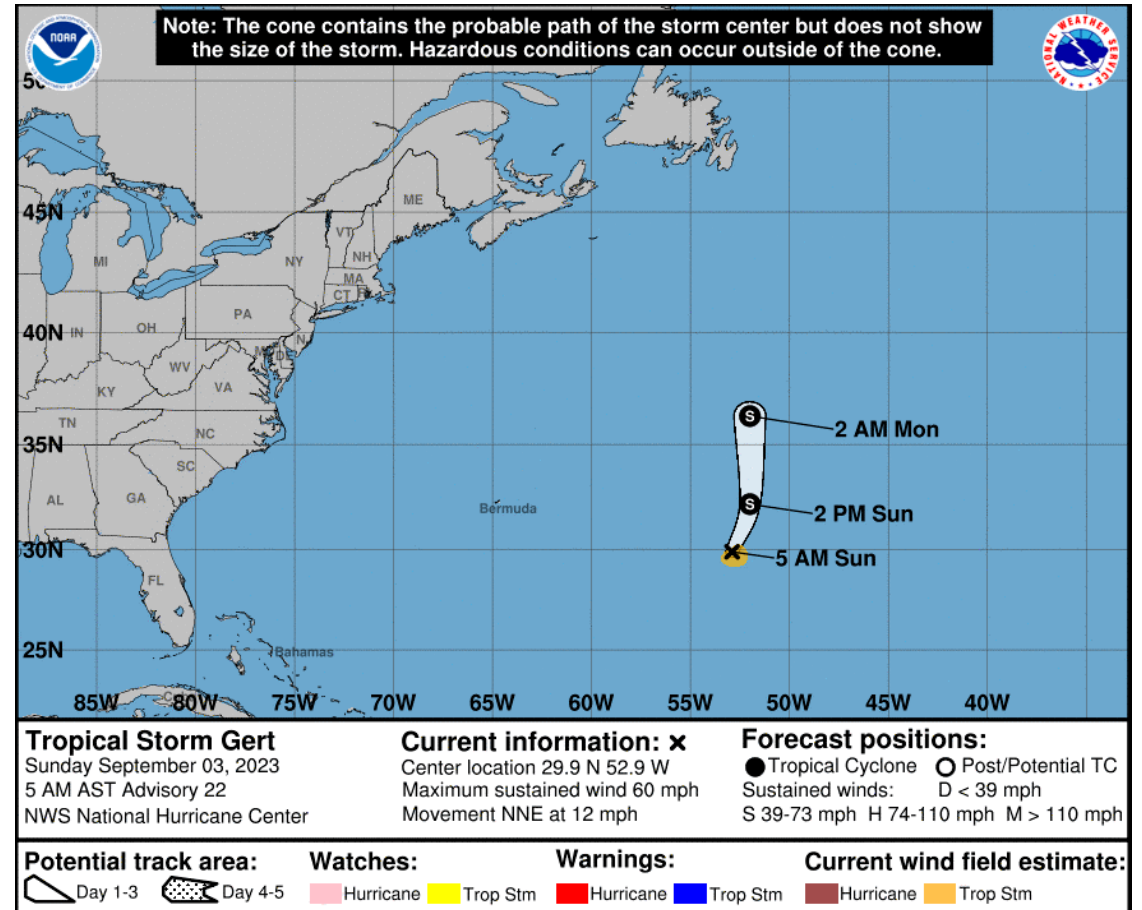 Note: The cone contains the probable path of the storm center but does not show
the size of the storm. Hazardous conditions can occur outside of the cone.
NOAA
NATIONAL WEATHER SERVICE
45N
40N
35N
30N
25N
ME
VT
NH
MI
NY
MA
CT
PA
IN
OH
WV
VA
KY
TN
NC
SC
AL
GA
FL
Bermuda
Bahamas
S
2 AM Mon
S
2 PM Sun
5 AM Sun
85W 80W 75W 70W 65W 60W 55W 50W 45W 40W
Tropical Storm Gert
Sunday September 03, 2023
5 AM AST Advisory 22
NWS National Hurricane Center
Current information: x
Center location 29.9 N 52.9 W
Maximum sustained wind 60 mph
Movement NNE at 12 mph
Forecast positions:
Tropical Cyclone Post/Potential TC
Sustained winds: D < 39 mph
S 39-73 mph H 74-110 mph M > 110 mph
Potential track area:
Day 1-3 Day 4-5
Watches:
Hurricane Trop Stm
Warnings:
Hurricane Trop Stm
Current wind field estimate:
Hurricane Trop Stm